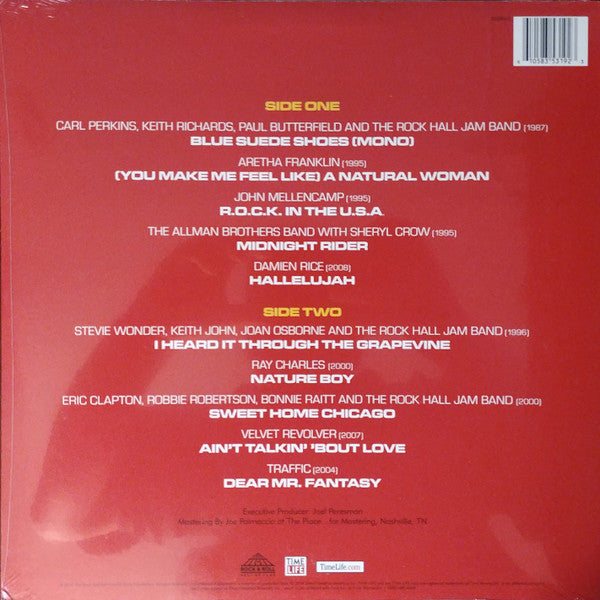 6 10583 53192 3
SIDE ONE
CARL PERKINS, KEITH RICHARDS, PAUL BUTTERFIELD AND THE ROCK HALL JAM BAND (1987)
BLUE SUEDE SHOES (MONO)
ARETHA FRANKLIN (1995)
(YOU MAKE ME FEEL LIKE) A NATURAL WOMAN
JOHN MELLENCAMP (1995)
R.O.C.K. IN THE U.S.A.
THE ALLMAN BROTHERS BAND WITH SHERYL CROW (1995)
MIDNIGHT RIDER
DAMIEN RICE (2008)
HALLELUJAH
SIDE TWO
STEVIE WONDER, KEITH JOHN, JOAN OSBORNE AND THE ROCK HALL JAM BAND (1996)
I HEARD IT THROUGH THE GRAPEVINE
RAY CHARLES (2000)
NATURE BOY
ERIC CLAPTON, ROBBIE ROBERTSON, BONNIE RAITT AND THE ROCK HALL JAM BAND (2000)
SWEET HOME CHICAGO
VELVET REVOLVER (2007)
AIN'T TALKIN' 'BOUT LOVE
TRAFFIC (2004)
DEAR MR. FANTASY
Executive Producer: Joel Peresman
Mastering By Joe Palmaccio at The Place...for Mastering, Nashville, TN
ROCK & ROLL
TIME LIFE
TimeLife.com